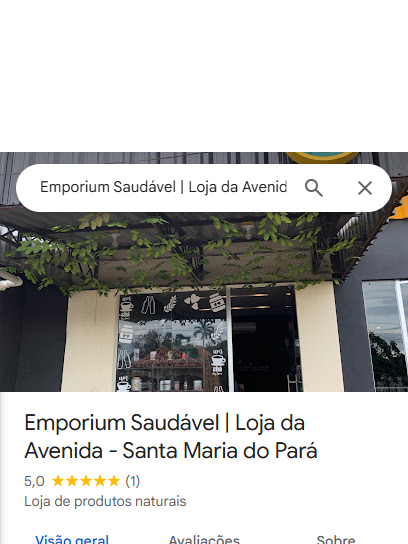 Emporium Saudável | Loja da Avenid
Emporium Saudável | Loja da
Avenida - Santa Maria do Pará
5,0 ★★★★★ (1)
Loja de produtos naturais
Visão geral Avaliações Sobre